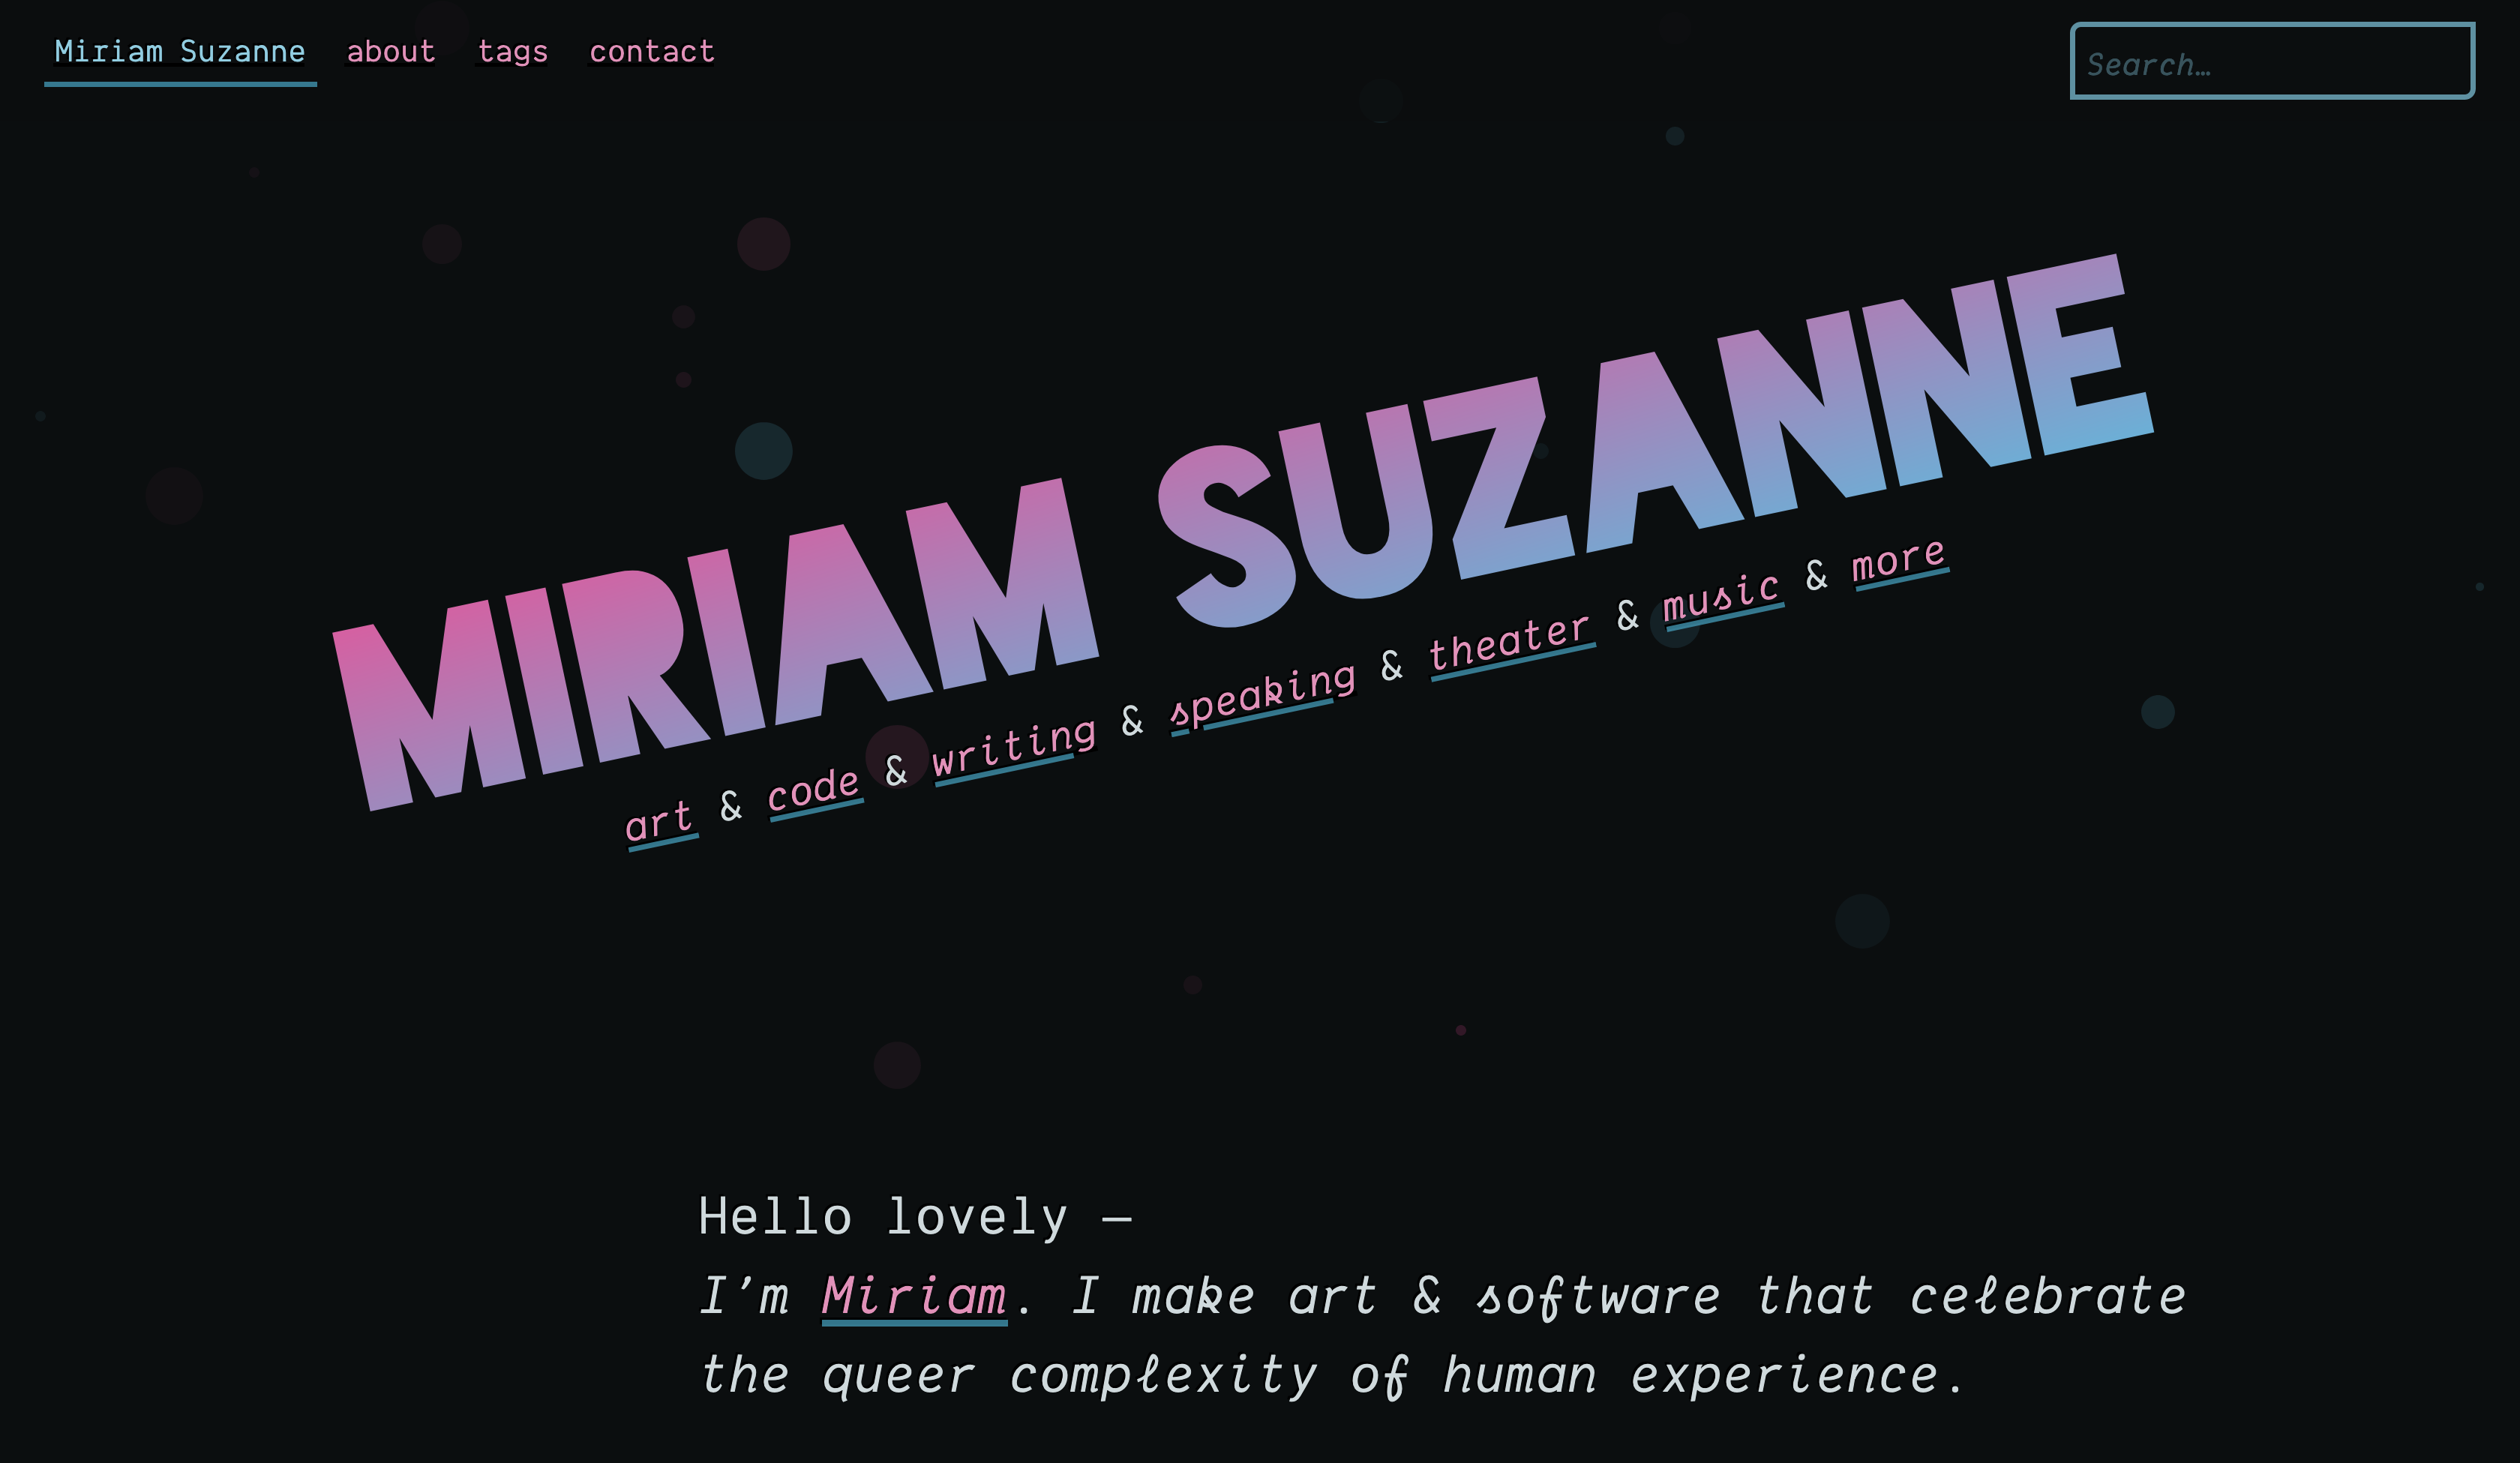 Miriam Suzanne about tags contact
Search…
MIRIAM SUZANNE
art & code & writing & speaking & theater & music & more
Hello lovely —
I’m Miriam. I make art & software that celebrate
the queer complexity of human experience.